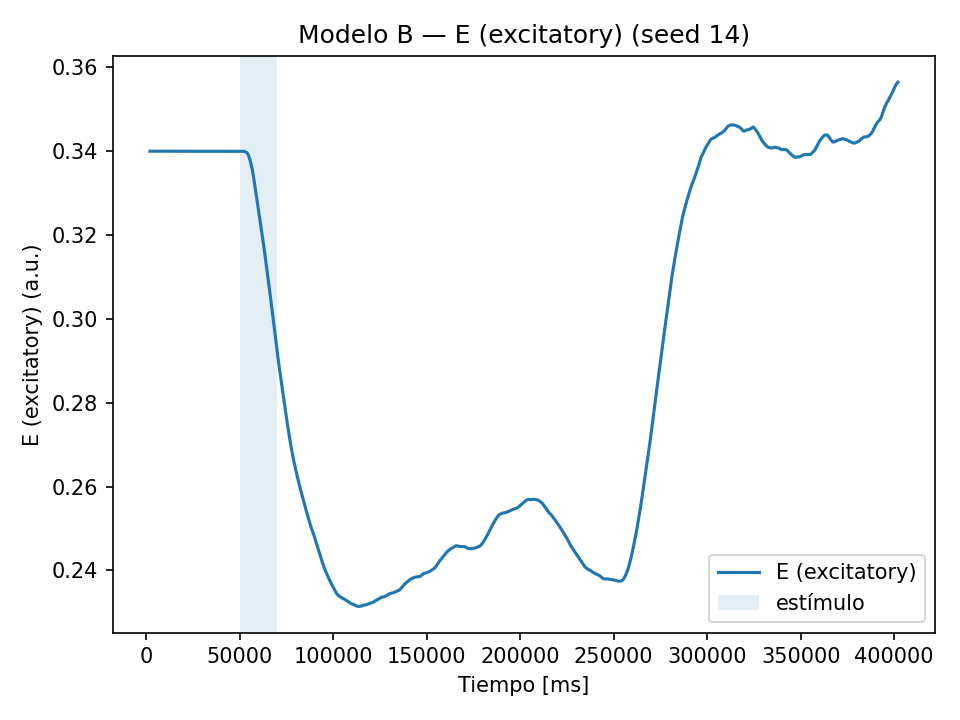 Modelo B — E (excitatory) (seed 14)
0.36
0.34
0.32
0.30
0.28
0.26
0.24
E (excitatory) (a.u.)
E (excitatory)
estímulo
0 50000 100000 150000 200000 250000 300000 350000 400000
Tiempo [ms]